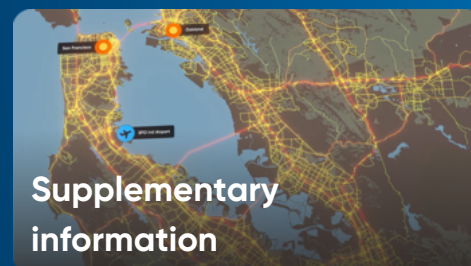 Oakland
San Francisco
SFO Intl Airport
Supplementary
information